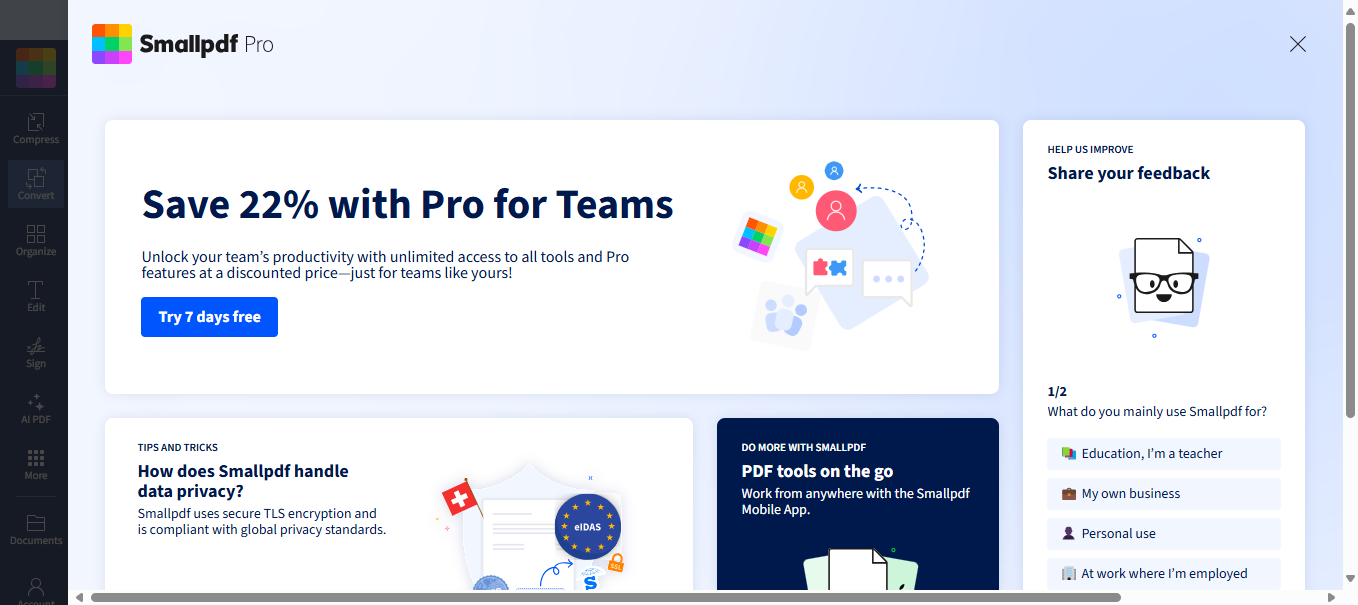 Smallpdf Pro
Compress
Convert
Organize
Edit
Sign
AI PDF
More
Documents
Account
Save 22% with Pro for Teams
Unlock your team’s productivity with unlimited access to all tools and Pro
features at a discounted price—just for teams like yours!
Try 7 days free
HELP US IMPROVE
Share your feedback
1/2
What do you mainly use Smallpdf for?
Education, I’m a teacher
My own business
Personal use
At work where I’m employed
TIPS AND TRICKS
How does Smallpdf handle
data privacy?
Smallpdf uses secure TLS encryption and
is compliant with global privacy standards.
eIDAS
SSL
DO MORE WITH SMALLPDF
PDF tools on the go
Work from anywhere with the Smallpdf
Mobile App.